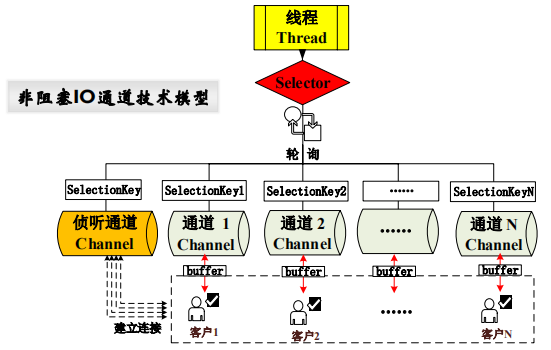 线程
Thread
Selector
非阻塞IO通道技术模型
轮 询
SelectionKey
SelectionKey1
SelectionKey2
······
SelectionKeyN
侦听通道
Channel
通道 1
Channel
通道 2
Channel
······
通道 N
Channel
buffer
buffer
buffer
buffer
建立连接
客户1
客户2
······
客户N